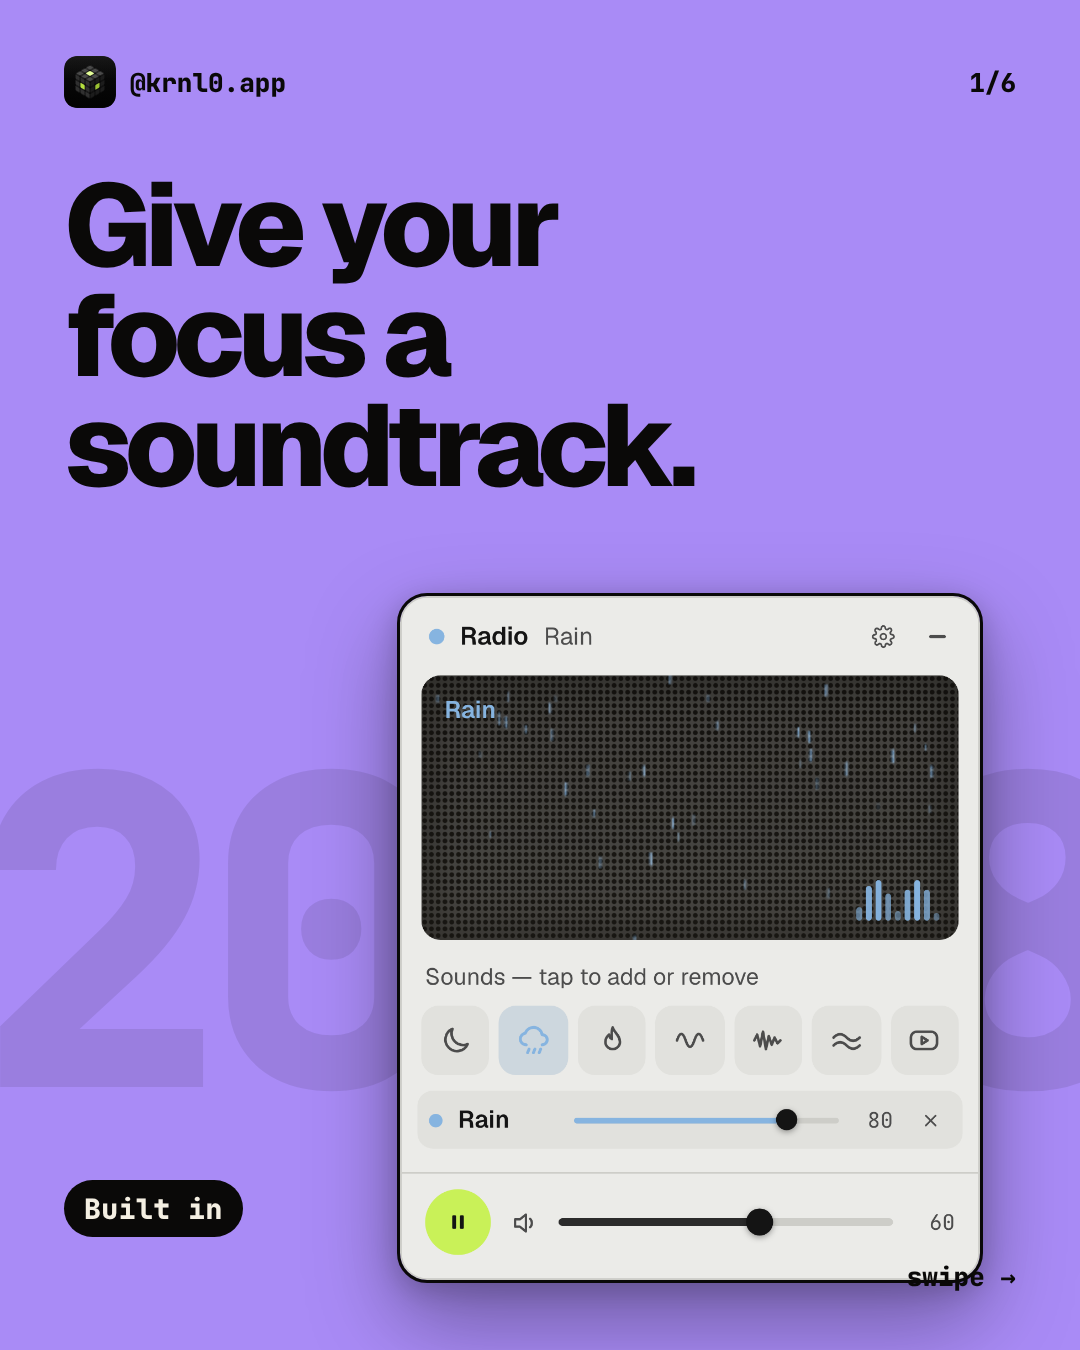 @krnl0.app
1/6
Give your
focus a
soundtrack.
Radio Rain
Rain
Sounds — tap to add or remove
Rain 80
60
Built in
swipe →